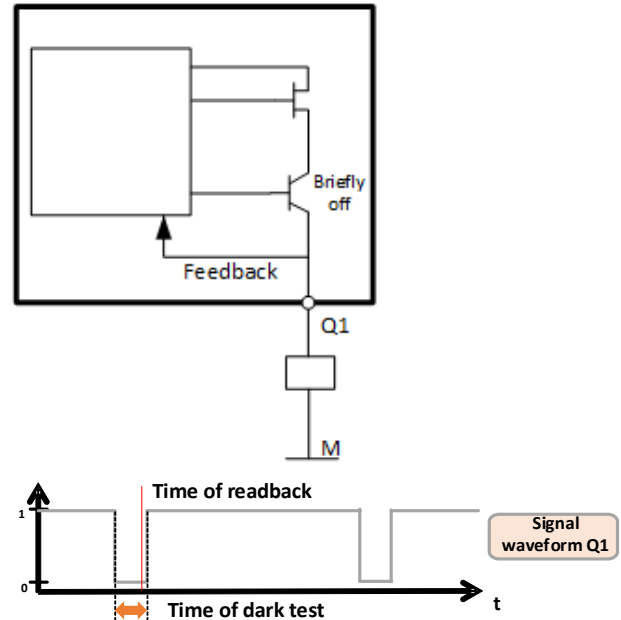 Briefly
off
Feedback
Q1
M
Time of readback
1
Signal
waveform Q1
0
Time of dark test
t